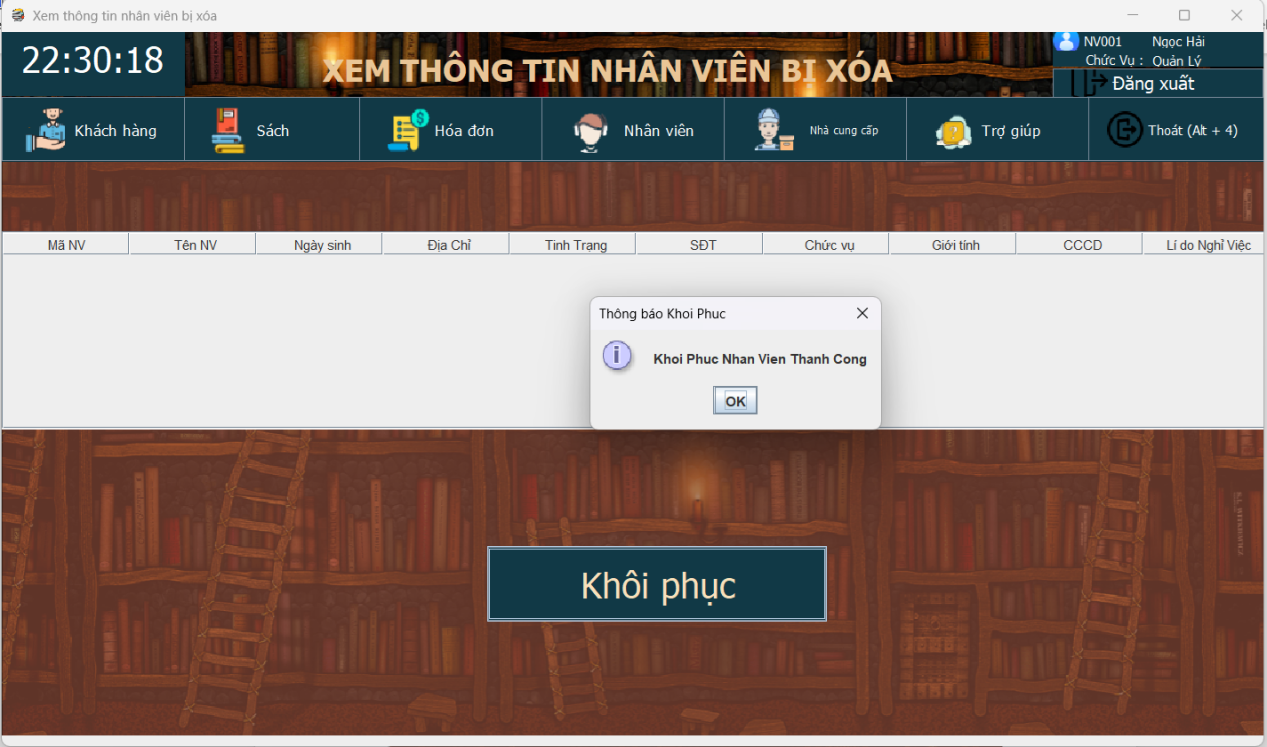 Xem thông tin nhân viên bị xóa
22:30:18
XEM THÔNG TIN NHÂN VIÊN BỊ XÓA
NV001 Ngọc Hải
Chức Vụ : Quản Lý
Đăng xuất
Khách hàng
Sách
Hóa đơn
Nhân viên
Nhà cung cấp
Trợ giúp
Thoát (Alt + 4)
Mã NV Tên NV Ngày sinh Địa Chỉ Tinh Trạng SĐT Chức vụ Giới tính CCCD Lí do Nghỉ Việc
Thông báo Khoi Phuc
Khoi Phuc Nhan Vien Thanh Cong
OK
Khôi phục